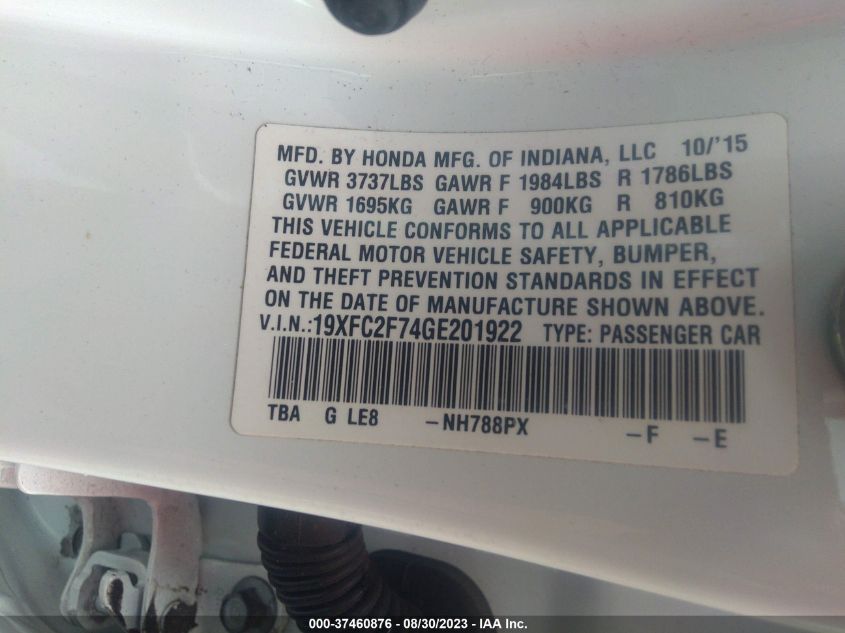 MFD. BY HONDA MFG. OF INDIANA, LLC 10/'15
GVWR 3737LBS GAWR F 1984LBS R 1786LBS
GVWR 1695KG GAWR F 900KG R 810KG
THIS VEHICLE CONFORMS TO ALL APPLICABLE
FEDERAL MOTOR VEHICLE SAFETY, BUMPER,
AND THEFT PREVENTION STANDARDS IN EFFECT
ON THE DATE OF MANUFACTURE SHOWN ABOVE.
V.I.N.:19XFC2F74GE201922 TYPE: PASSENGER CAR
TBA G LE8 -NH788PX -F -E
000-37460876 / 08/30/2023 - IAA Inc.